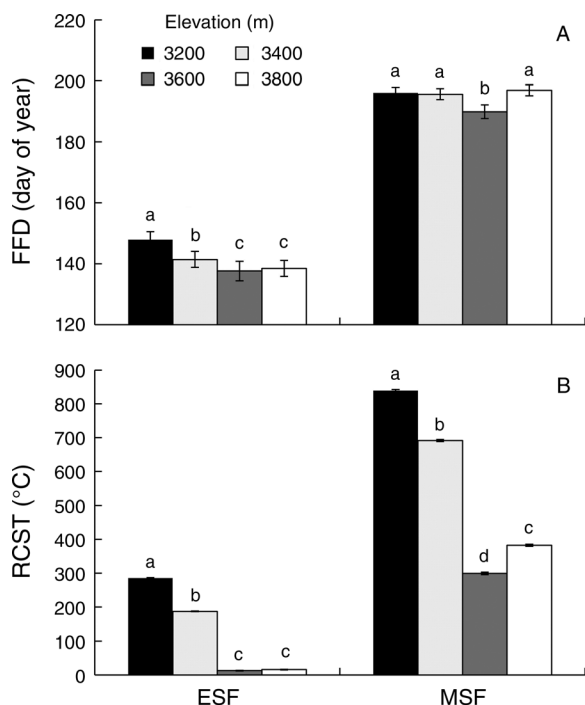 Elevation (m)
A
3200 3400
3600 3800
FFD (day of year)
220
200
180
160
140
120
a b c c
a a b a
B
RCST (°C)
900
800
700
600
500
400
300
200
100
0
a b c c
a b d c
ESF MSF